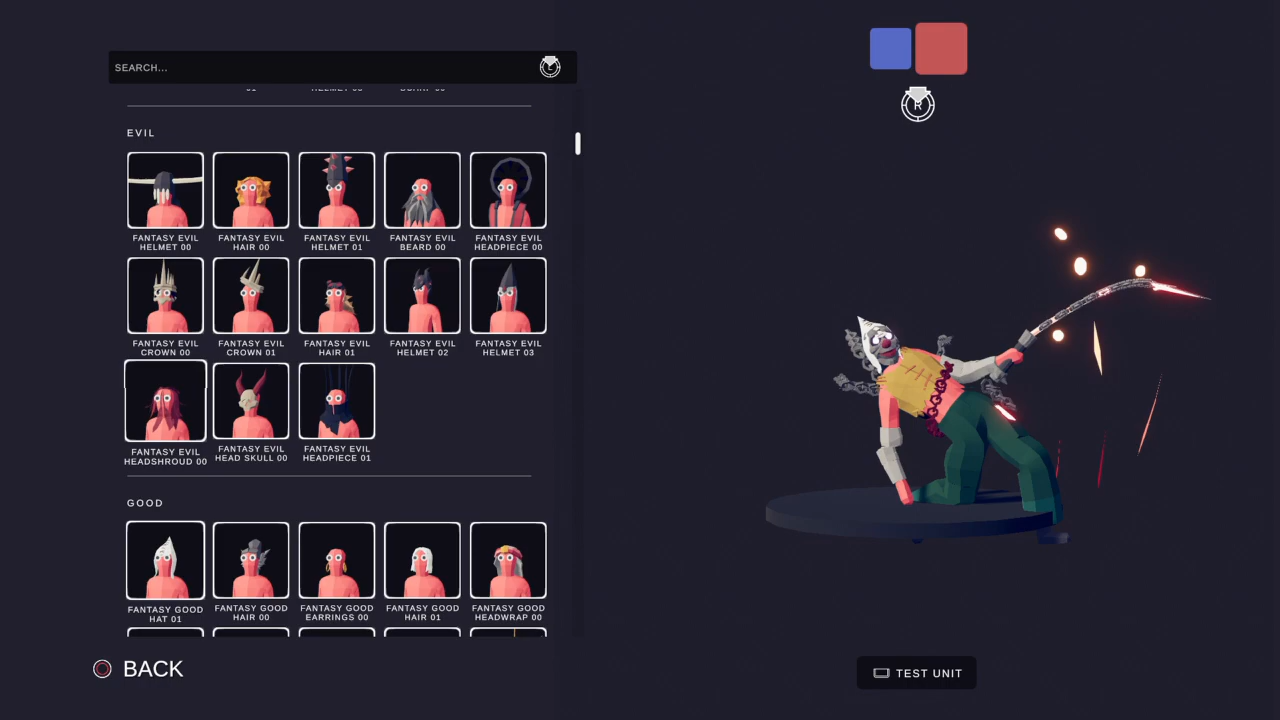 SEARCH...
L
R
EVIL
FANTASY EVIL
HELMET 00
FANTASY EVIL
HAIR 00
FANTASY EVIL
HELMET 01
FANTASY EVIL
BEARD 00
FANTASY EVIL
HEADPIECE 00
FANTASY EVIL
CROWN 00
FANTASY EVIL
CROWN 01
FANTASY EVIL
HAIR 01
FANTASY EVIL
HELMET 02
FANTASY EVIL
HELMET 03
FANTASY EVIL
HEADSHROUD 00
FANTASY EVIL
HEAD SKULL 00
FANTASY EVIL
HEADPIECE 01
GOOD
FANTASY GOOD
HAT 01
FANTASY GOOD
HAIR 00
FANTASY GOOD
EARRINGS 00
FANTASY GOOD
HAIR 01
FANTASY GOOD
HEADWRAP 00
BACK
TEST UNIT